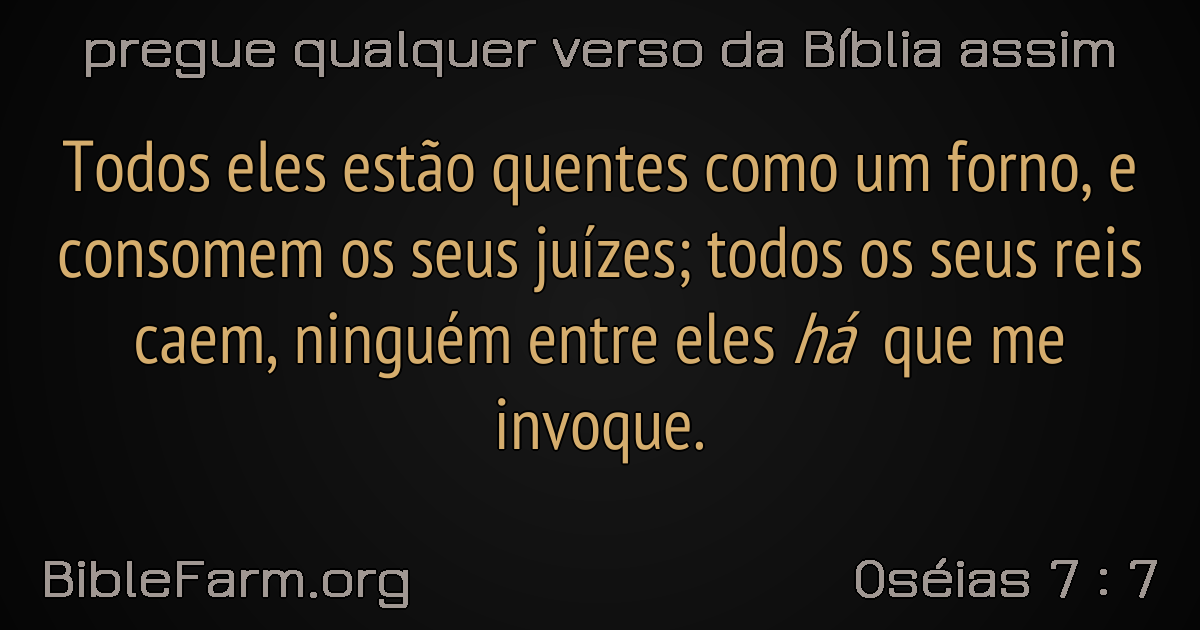 pregue qualquer verso da Bíblia assim
Todos eles estão quentes como um forno, e
consomem os seus juízes; todos os seus reis
caem, ninguém entre eles há que me
invoque.
BibleFarm.org
Oséias 7 : 7